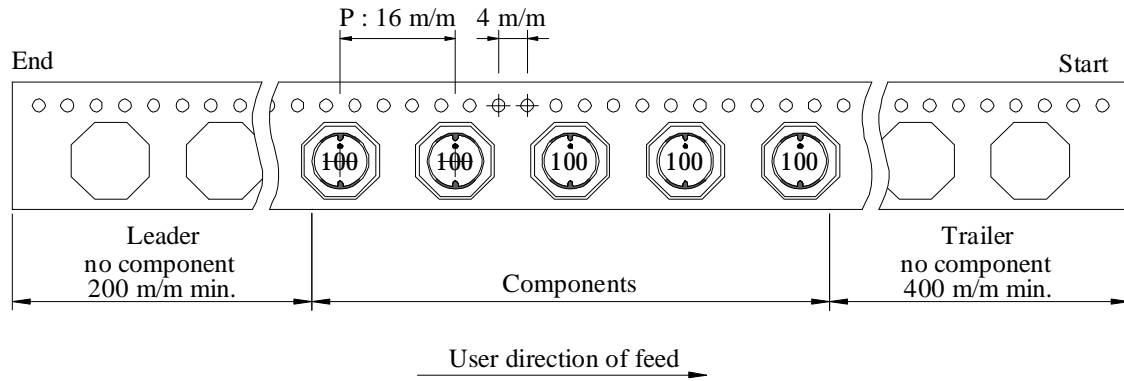 P : 16 m/m 4 m/m
End
Start
100 100 100 100 100
Leader
no component
200 m/m min.
Components
Trailer
no component
400 m/m min.
User direction of feed